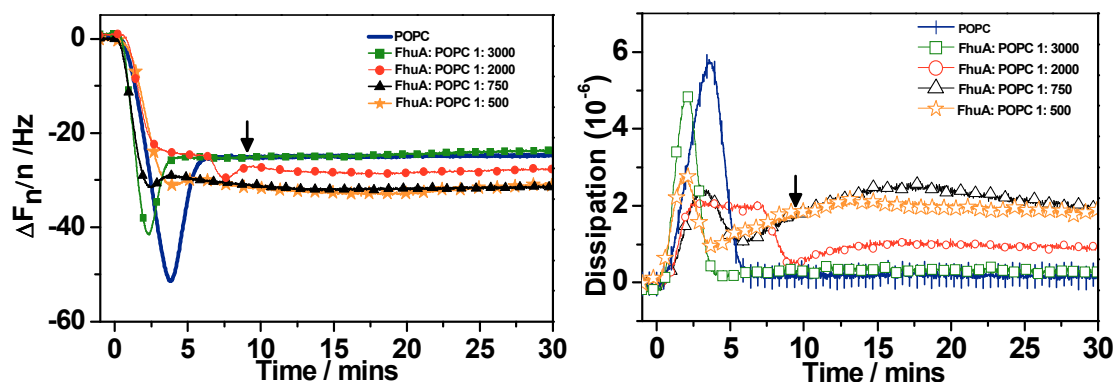 0
-20
-40
-60
ΔFn/n /Hz
POPC
FhuA: POPC 1: 3000
FhuA: POPC 1: 2000
FhuA: POPC 1: 750
FhuA: POPC 1: 500
0 5 10 15 20 25 30
Time / mins
6
4
2
0
Dissipation (10-6)
POPC
FhuA: POPC 1: 3000
FhuA: POPC 1: 2000
FhuA: POPC 1: 750
FhuA: POPC 1: 500
0 5 10 15 20 25 30
Time / mins